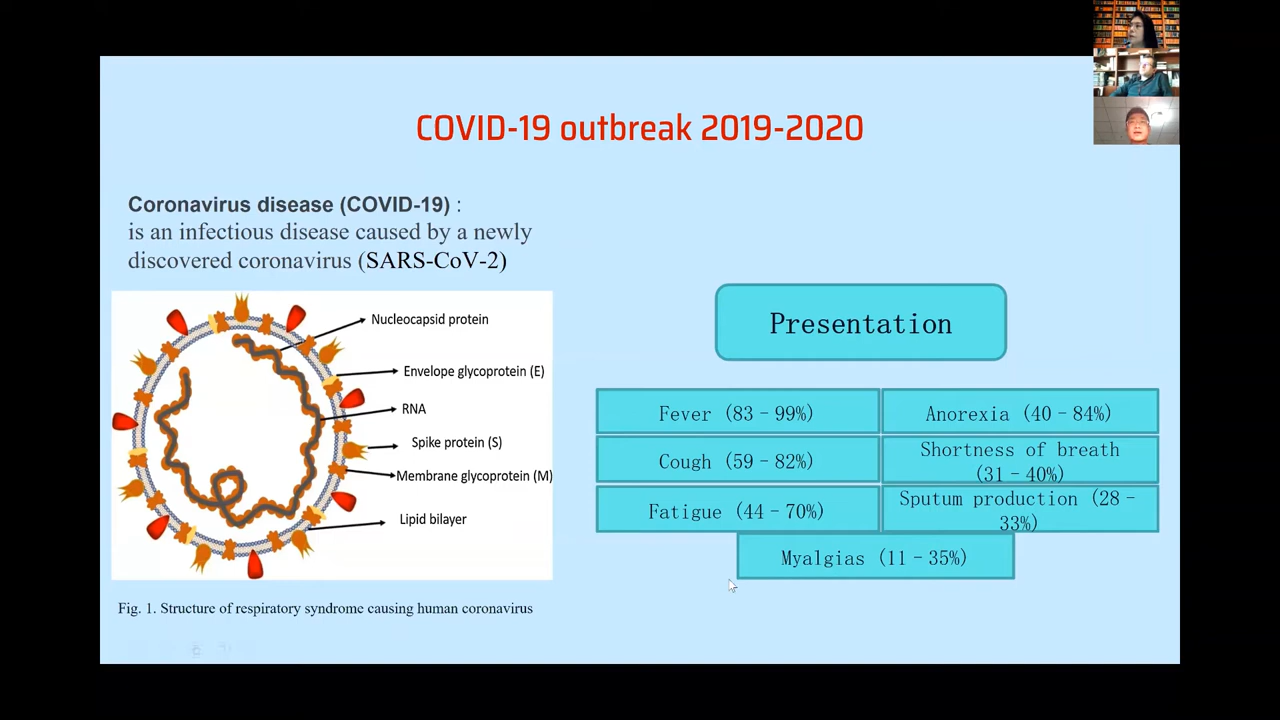 COVID-19 outbreak 2019-2020
Coronavirus disease (COVID-19) :
is an infectious disease caused by a newly
discovered coronavirus (SARS-CoV-2)
Nucleocapsid protein
Envelope glycoprotein (E)
RNA
Spike protein (S)
Membrane glycoprotein (M)
Lipid bilayer
Fig. 1. Structure of respiratory syndrome causing human coronavirus
Presentation
Fever (83-99%)
Anorexia (40-84%)
Cough (59-82%)
Shortness of breath
(31-40%)
Fatigue (44-70%)
Sputum production (28-
33%)
Myalgias (11-35%)